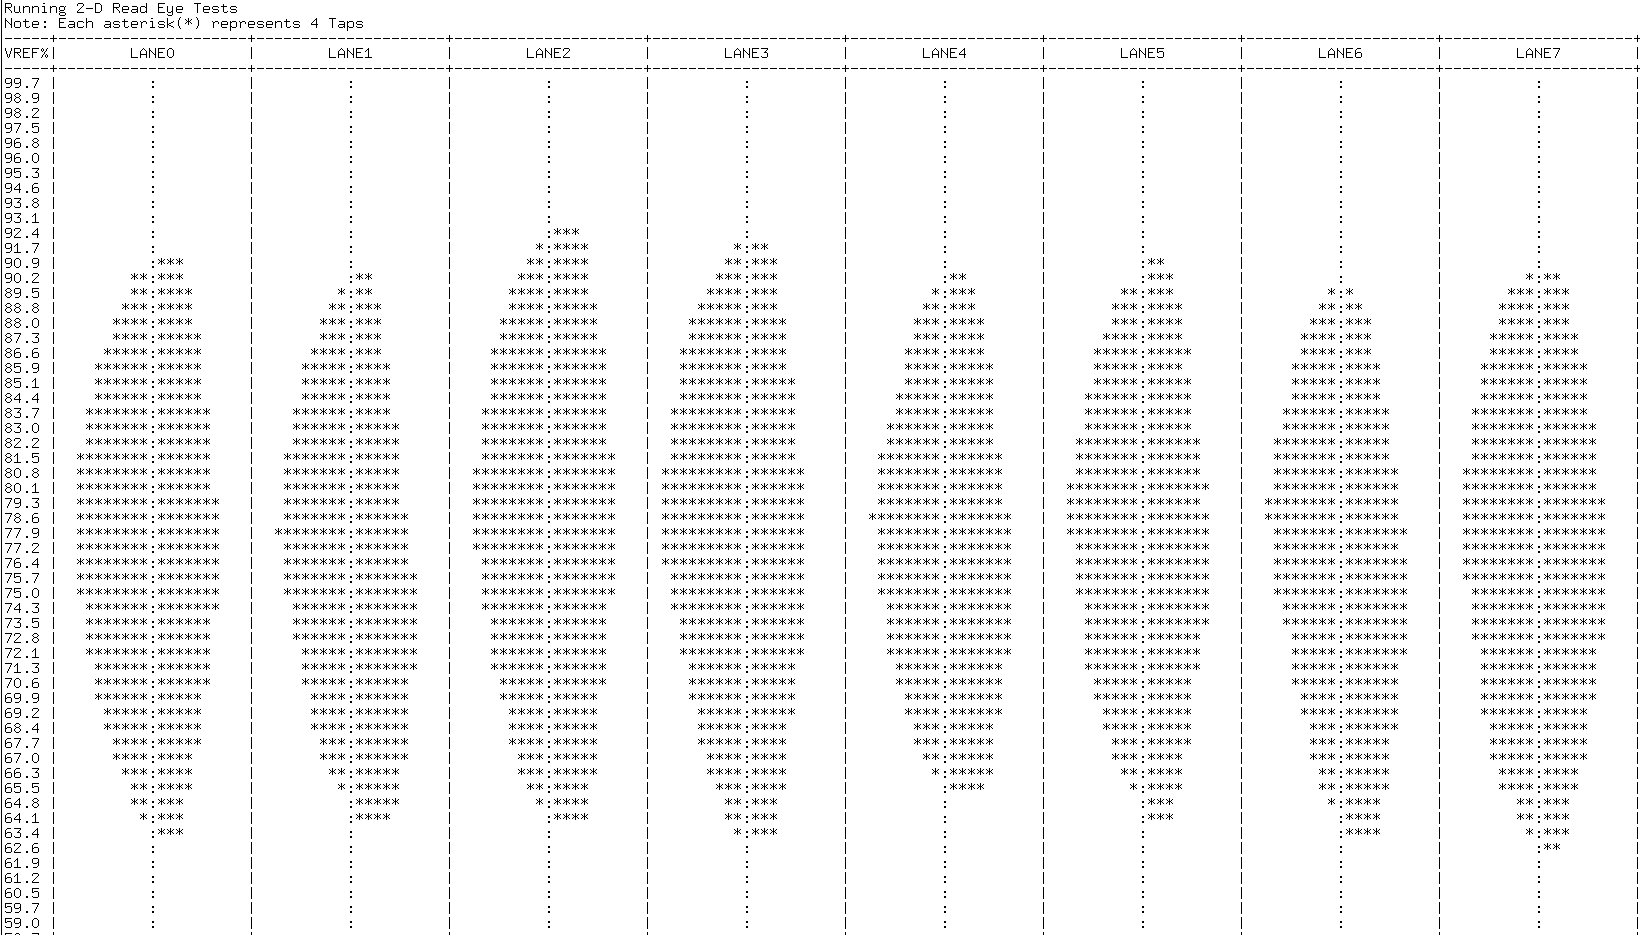 Running 2-D Read Eye Tests
Note: Each asterisk(*) represents 4 Taps
VREF% | LANE0 | LANE1 | LANE2 | LANE3 | LANE4 | LANE5 | LANE6 | LANE7 |
99.7 | : | : | : | : | : | : | : | : |
98.9 | : | : | : | : | : | : | : | : |
98.2 | : | : | : | : | : | : | : | : |
97.5 | : | : | : | : | : | : | : | : |
96.8 | : | : | : | : | : | : | : | : |
96.0 | : | : | : | : | : | : | : | : |
95.3 | : | : | : | : | : | : | : | : |
94.6 | : | : | : | : | : | : | : | : |
93.8 | : | : | : | : | : | : | : | : |
93.1 | : | : | : | : | : | : | : | : |
92.4 | : | : | :*** | : | : | : | : | : |
91.7 | : | : | *:**** | *:** | : | : | : | : |
90.9 | :*** | : | **:**** | **:*** | : | :** | : | : |
90.2 | **:*** | :** | ***:**** | ***:*** | :** | :*** | : | *:** |
89.5 | **:**** | *:** | ****:**** | ****:*** | *:*** | **:*** | *:* | ***:*** |
88.8 | ***:**** | **:*** | ****:***** | *****:*** | **:*** | ***:**** | **:** | ****:*** |
88.0 | ****:**** | ***:*** | *****:***** | ******:**** | ***:**** | ***:**** | ***:*** | ****:*** |
87.3 | ****:***** | ***:*** | *****:***** | ******:**** | ***:**** | ****:**** | ***:*** | *****:**** |
86.6 | *****:***** | ****:*** | ******:****** | *******:**** | ****:**** | *****:***** | ****:*** | *****:**** |
85.9 | ******:***** | *****:**** | ******:****** | *******:**** | ****:***** | *****:**** | *****:**** | ******:***** |
85.1 | ******:***** | *****:**** | ******:****** | *******:***** | ****:***** | *****:***** | *****:**** | ******:***** |
84.4 | ******:***** | *****:**** | ******:****** | *******:***** | *****:***** | ******:***** | *****:**** | ******:***** |
83.7 | *******:****** | ******:**** | *******:****** | ********:***** | *****:***** | ******:***** | ******:***** | *******:***** |
83.0 | *******:****** | ******:***** | *******:****** | ********:***** | ******:****** | ******:***** | ******:***** | *******:****** |
82.2 | *******:****** | ******:***** | *******:****** | ********:***** | ******:***** | *******:****** | *******:***** | *******:****** |
81.5 | ********:****** | *******:***** | *******:******* | ********:***** | *******:****** | *******:****** | *******:***** | *******:****** |
80.8 | ********:****** | *******:***** | ********:******* | *********:****** | *******:****** | *******:****** | *******:****** | ********:****** |
80.1 | ********:****** | *******:***** | ********:******* | *********:****** | *******:****** | ********:******* | *******:****** | ********:****** |
79.3 | ********:******* | *******:***** | ********:******* | *********:****** | *******:****** | ********:****** | ********:****** | ********:******* |
78.6 | ********:******* | *******:****** | ********:******* | *********:****** | ********:******* | ********:******* | ********:****** | ********:******* |
77.9 | ********:******* | ********:****** | ********:******* | *********:****** | *******:******* | ********:******* | *******:******* | ********:******* |
77.2 | ********:******* | *******:****** | ********:******* | *********:****** | *******:******* | *******:******* | *******:****** | ********:******* |
76.4 | ********:******* | *******:****** | *******:******* | *********:****** | *******:******* | *******:******* | *******:******* | ********:******* |
75.7 | ********:******* | *******:******* | *******:******* | ********:****** | *******:******* | *******:******* | *******:******* | ********:******* |
75.0 | ********:******* | *******:******* | *******:******* | ********:****** | *******:******* | *******:******* | *******:******* | *******:******* |
74.3 | *******:******* | ******:******* | *******:****** | ********:****** | ******:******* | ******:******* | ******:******* | *******:******* |
73.5 | *******:****** | ******:******* | ******:****** | *******:****** | ******:******* | ******:******* | ******:******* | *******:******* |
72.8 | *******:****** | ******:******* | ******:****** | *******:****** | ******:******* | ******:****** | *****:******* | *******:******* |
72.1 | *******:****** | *****:******* | ******:****** | *******:****** | ******:******* | ******:****** | *****:******* | ******:****** |
71.3 | ******:****** | *****:******* | ******:****** | ******:***** | *****:****** | ******:****** | *****:****** | ******:****** |
70.6 | ******:****** | *****:****** | *****:****** | ******:***** | *****:****** | *****:***** | *****:****** | ******:****** |
69.9 | ******:***** | ****:****** | *****:***** | ******:***** | ****:****** | *****:***** | *****:****** | ******:****** |
69.2 | *****:***** | ****:****** | ****:***** | *****:***** | ****:****** | ****:***** | ****:****** | ******:***** |
68.4 | *****:***** | ****:****** | ****:***** | *****:**** | ***:***** | ****:***** | ****:****** | ******:***** |
67.7 | ****:***** | ***:****** | ****:***** | *****:**** | ***:***** | ***:***** | ***:***** | *****:***** |
67.0 | ****:**** | ***:****** | ***:***** | ****:**** | **:***** | ***:**** | ***:***** | *****:***** |
66.3 | ***:**** | **:***** | ***:***** | ****:**** | *:***** | **:**** | **:***** | ****:**** |
65.5 | **:**** | *:***** | **:**** | ***:**** | :**** | *:**** | **:***** | ****:**** |
64.8 | **:*** | :***** | *:**** | **:*** | : | :*** | *:**** | **:*** |
64.1 | *:*** | :**** | :**** | **:*** | : | :*** | :**** | **:*** |
63.4 | :*** | : | : | *:*** | : | : | :**** | *:*** |
62.6 | : | : | : | : | : | : | : | :** |
61.9 | : | : | : | : | : | : | : | : |
61.2 | : | : | : | : | : | : | : | : |
60.5 | : | : | : | : | : | : | : | : |
59.7 | : | : | : | : | : | : | : | : |
59.0 | : | : | : | : | : | : | : | : |